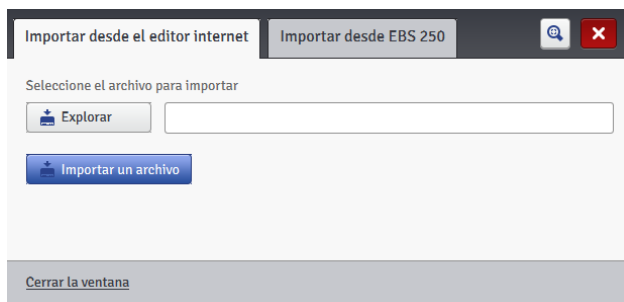 Importar desde el editor internet
Importar desde EBS 250
Seleccione el archivo para importar
Explorar
Importar un archivo
Cerrar la ventana